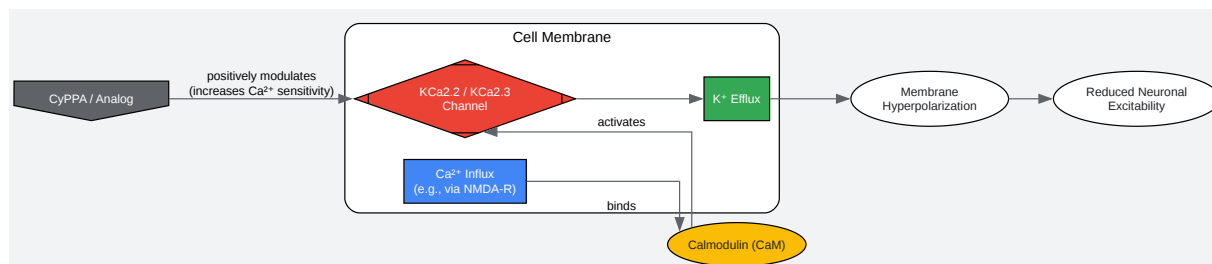 Cell Membrane
CyPPA / Analog
positively modulates
(increases Ca²⁺ sensitivity)
KCa2.2 / KCa2.3
Channel
K⁺ Efflux
Membrane
Hyperpolarization
Reduced Neuronal
Excitability
activates
Ca²⁺ Influx
(e.g., via NMDA-R)
binds
Calmodulin (CaM)